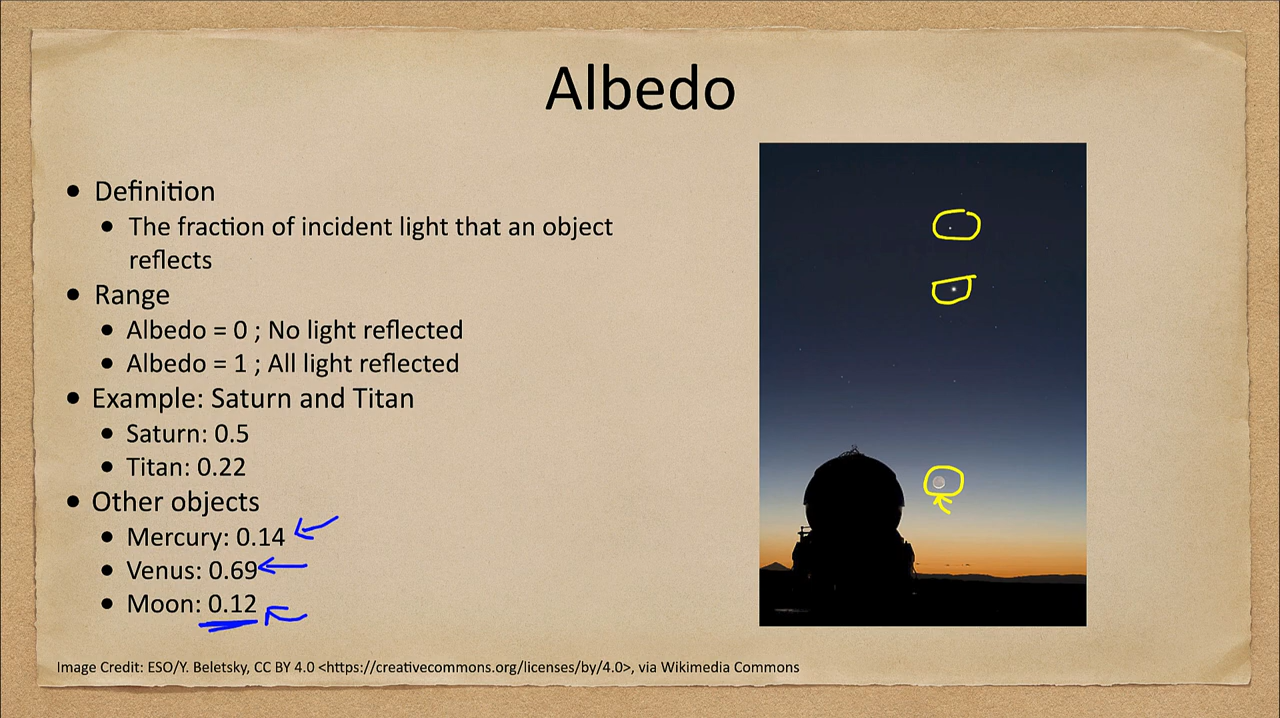 Albedo
• Definition
• The fraction of incident light that an object
reflects
• Range
• Albedo = 0 ; No light reflected
• Albedo = 1 ; All light reflected
• Example: Saturn and Titan
• Saturn: 0.5
• Titan: 0.22
• Other objects
• Mercury: 0.14
• Venus: 0.69
• Moon: 0.12
Image Credit: ESO/Y. Beletsky, CC BY 4.0 <https://creativecommons.org/licenses/by/4.0>, via Wikimedia Commons